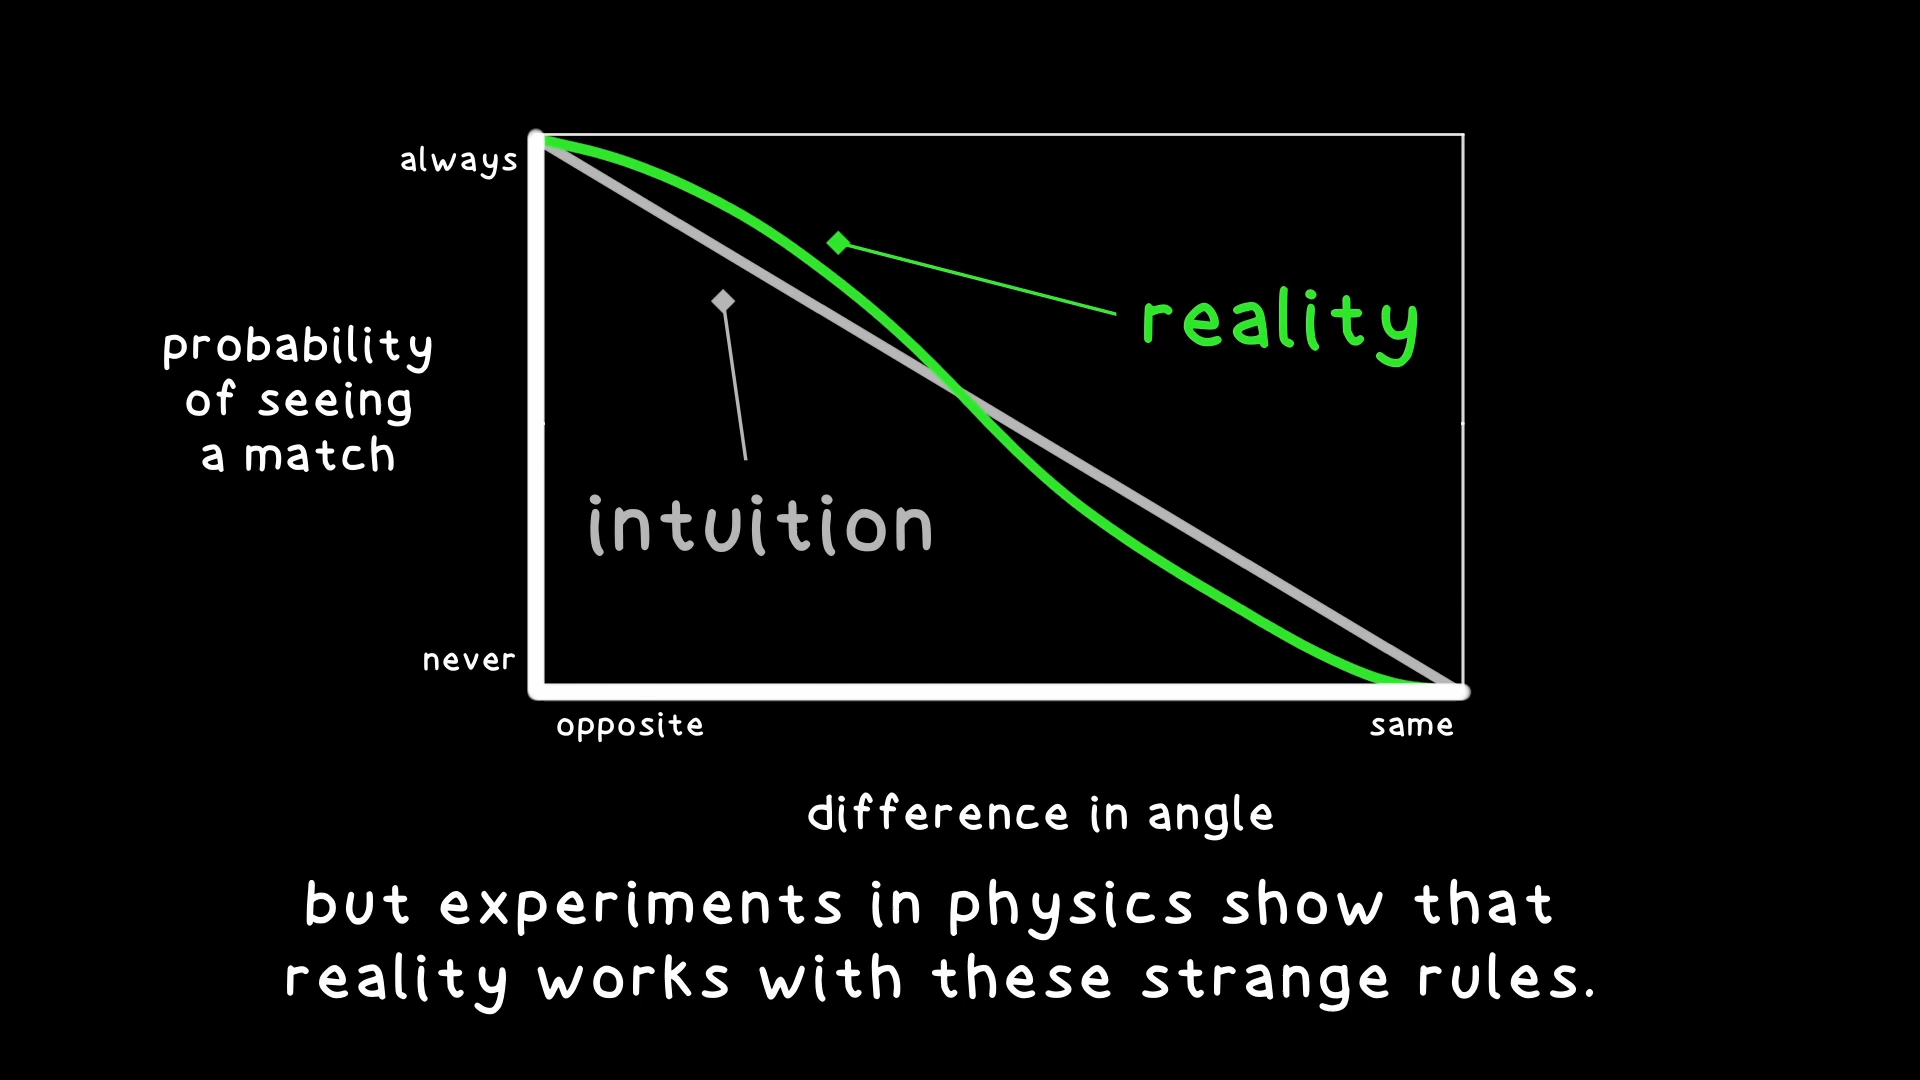 always
probability
of seeing
a match
never
reality
intuition
opposite
same
difference in angle
but experiments in physics show that
reality works with these strange rules.